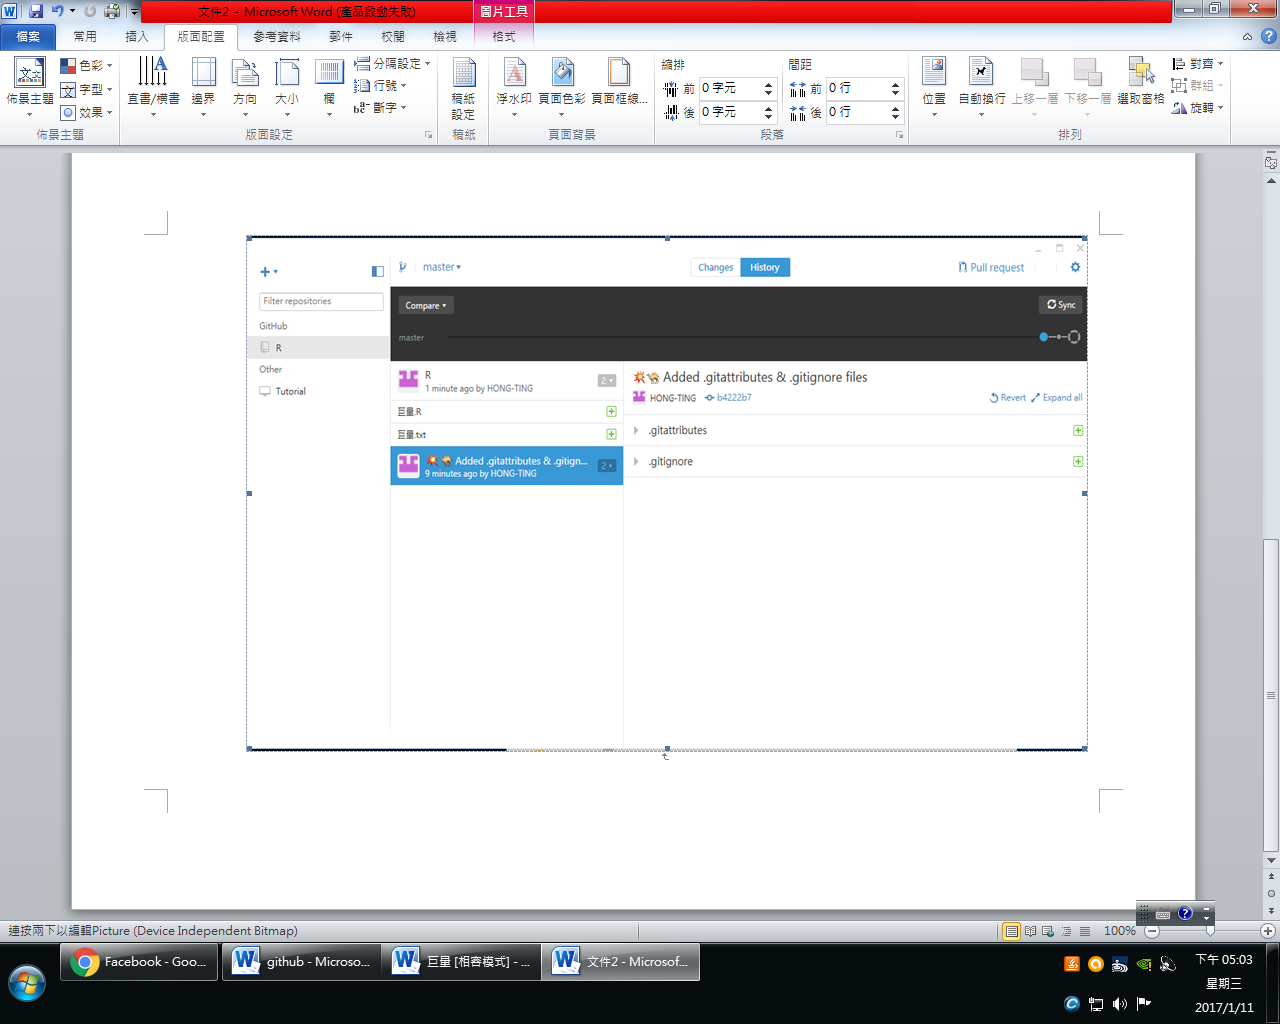 文件2 - Microsoft Word (產品啟動失敗)
圖片工具
檔案 常用 插入 版面配置 參考資料 郵件 校閱 檢視 格式
佈景主題 色彩 字型 效果
直書/橫書 邊界 方向 大小 欄 分隔設定 行號 斷字
稿紙設定
浮水印 頁面色彩 頁面框線...
縮排 間距
前 0 字元 前 0 行
後 0 字元 後 0 行
位置 自動換行 上移一層 下移一層 選取窗格 對齊 群組 旋轉
佈景主題 版面設定 稿紙 頁面背景 段落 排列
master Changes History Pull request
Filter repositories
GitHub
R
Other
Tutorial
Compare Sync
master
R
1 minute ago by HONG-TING
2
巨量.R
巨量.txt
Added .gitattributes & .gitign...
9 minutes ago by HONG-TING
2
Added .gitattributes & .gitignore files
HONG-TING b4222b7 Revert Expand all
.gitattributes
.gitignore
連按兩下以編輯Picture (Device Independent Bitmap)
100%
Facebook - Goo...
github - Microso...
巨量 [相容模式] - ...
文件2 - Microsof...
下午 05:03
星期三
2017/1/11